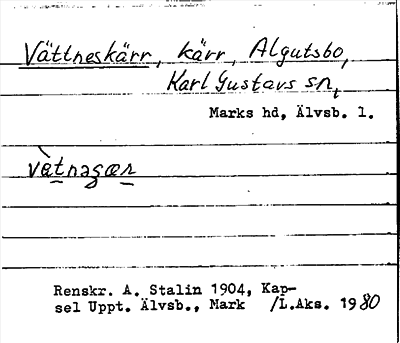 Vättneskärr, kärr, Algutsbo,
Karl Gustavs sn,
Marks hd, Älvsb. l.
Renskr. A. Stalin 1904, Kap-
sel Uppt. Älvsb., Mark /L.Aks. 1980